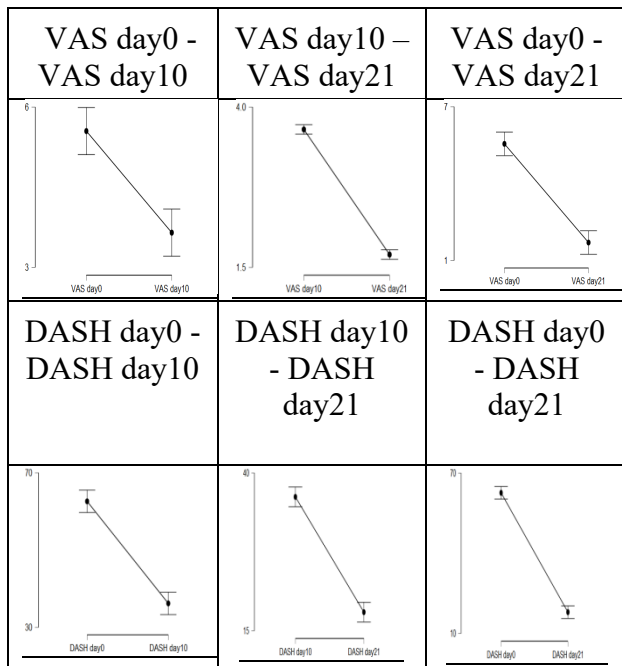 VAS day0 -
VAS day10
VAS day10 –
VAS day21
VAS day0 -
VAS day21
6
3
VAS day0 VAS day10
4.0
1.5
VAS day10 VAS day21
7
1
VAS day0 VAS day21
DASH day0 -
DASH day10
DASH day10
- DASH
day21
DASH day0
- DASH
day21
70
30
DASH day0 DASH day10
40
15
DASH day10 DASH day21
70
10
DASH day0 DASH day21